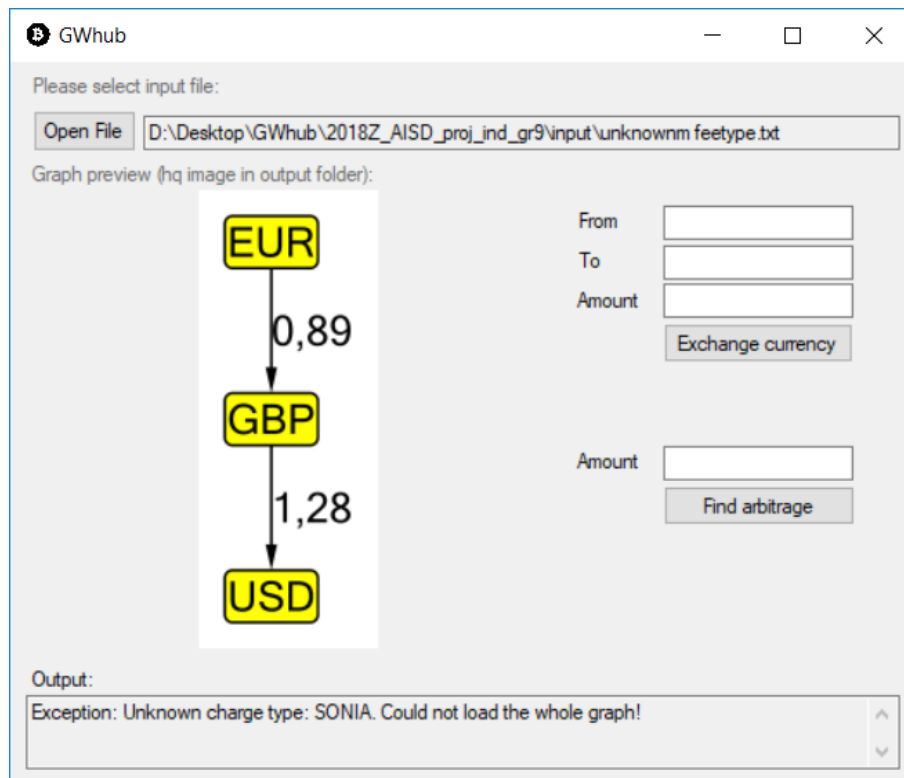 GWhub
Please select input file:
Open File D:\Desktop\GWhub\2018Z_AISD_proj_ind_gr9\input\unknownm feetype.txt
Graph preview (hq image in output folder):
EUR
0,89
GBP
1,28
USD
From
To
Amount
Exchange currency
Amount
Find arbitrage
Output:
Exception: Unknown charge type: SONIA. Could not load the whole graph!